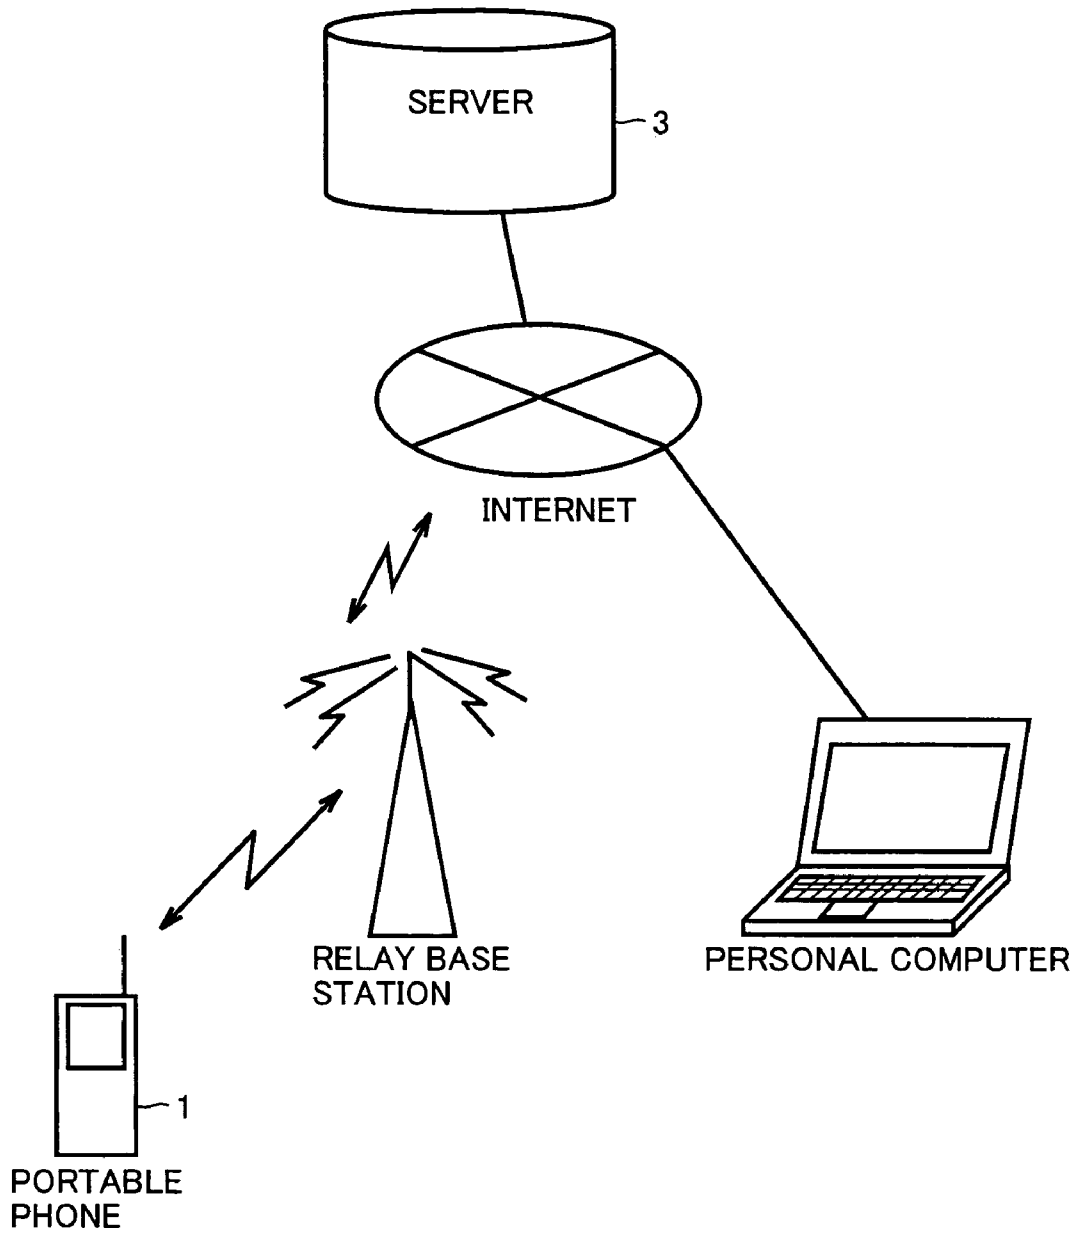 SERVER
3
INTERNET
RELAY BASE
STATION
PERSONAL COMPUTER
1
PORTABLE
PHONE